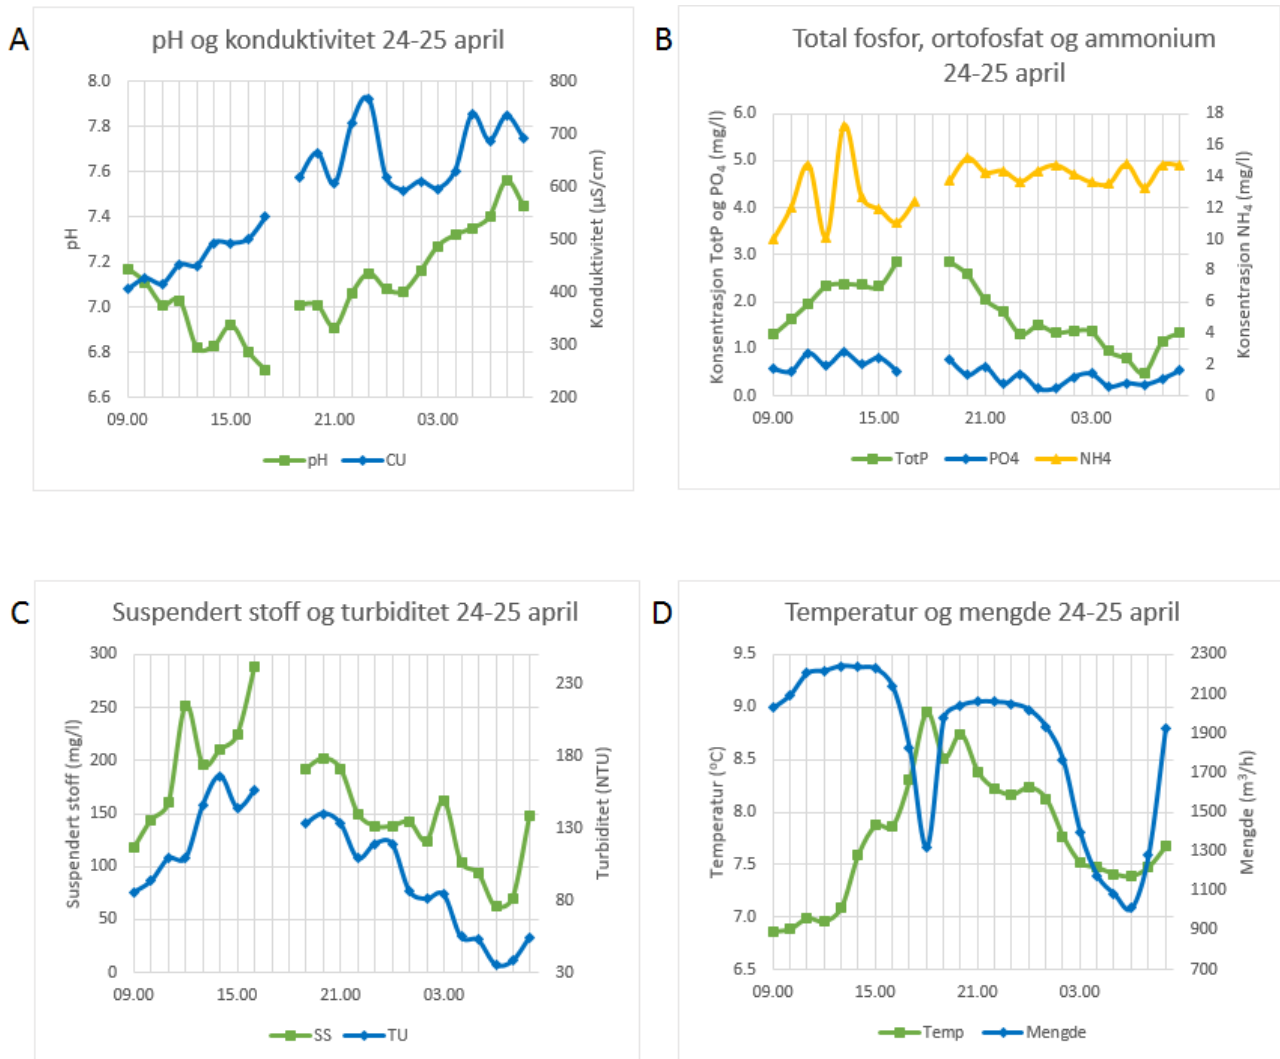 A
pH og konduktivitet 24-25 april
8.0
7.8
7.6
7.4
7.2
7.0
6.8
6.6
pH
800
700
600
500
400
300
200
Konduktivitet (µS/cm)
09.00 15.00 21.00 03.00
pH CU
B
Total fosfor, ortofosfat og ammonium
24-25 april
6.0
5.0
4.0
3.0
2.0
1.0
0.0
Konsentrasjon TotP og PO₄ (mg/l)
18
16
14
12
10
8
6
4
2
0
Konsentrasjon NH₄ (mg/l)
09.00 15.00 21.00 03.00
TotP PO4 NH4
C
Suspendert stoff og turbiditet 24-25 april
300
250
200
150
100
50
0
Suspendert stoff (mg/l)
230
180
130
80
30
Turbiditet (NTU)
09.00 15.00 21.00 03.00
SS TU
D
Temperatur og mengde 24-25 april
9.5
9.0
8.5
8.0
7.5
7.0
6.5
Temperatur (°C)
2300
2100
1900
1700
1500
1300
1100
900
700
Mengde (m³/h)
09.00 15.00 21.00 03.00
Temp Mengde